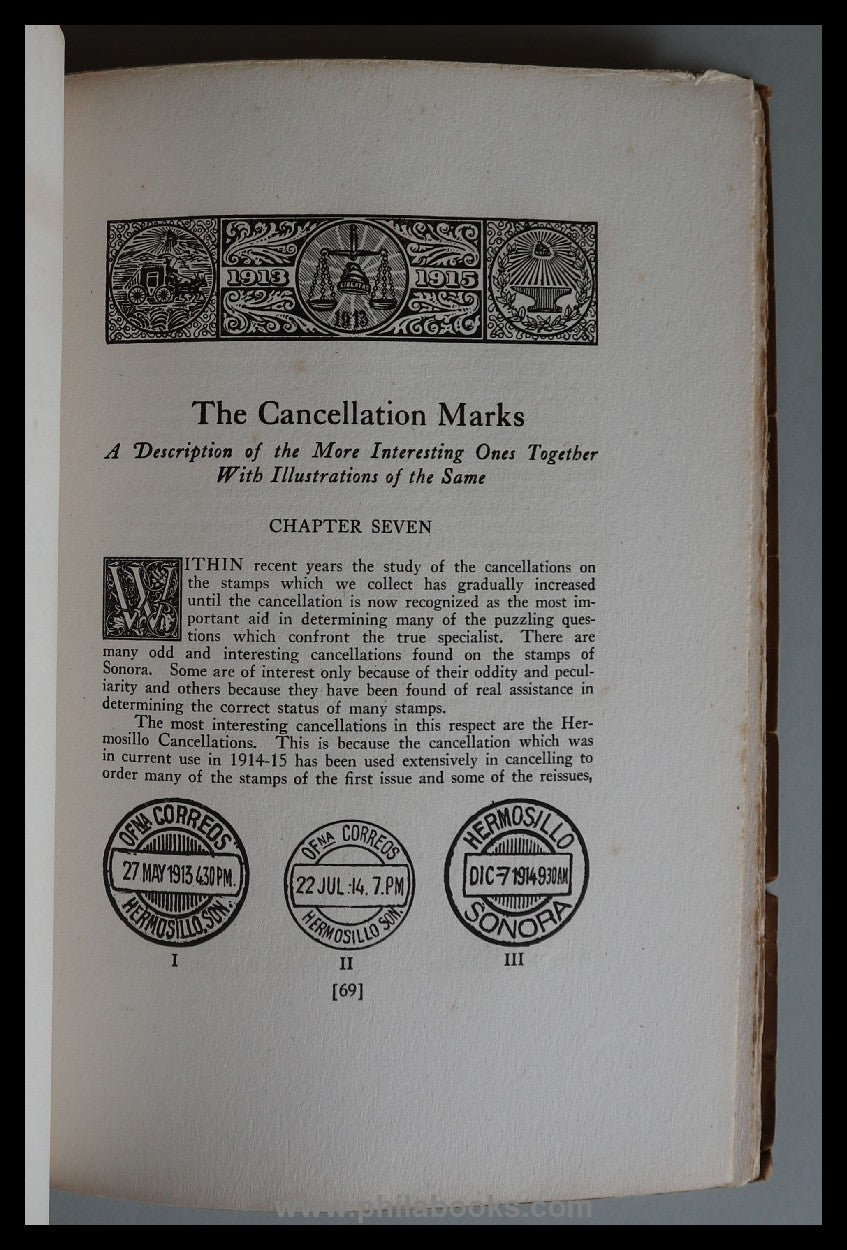 1913 1915
1913
The Cancellation Marks
A Description of the More Interesting Ones Together
With Illustrations of the Same
CHAPTER SEVEN
WITHIN recent years the study of the cancellations on
the stamps which we collect has gradually increased
until the cancellation is now recognized as the most im-
portant aid in determining many of the puzzling ques-
tions which confront the true specialist. There are
many odd and interesting cancellations found on the stamps of
Sonora. Some are of interest only because of their oddity and pecul-
iarity and others because they have been found of real assistance in
determining the correct status of many stamps.
The most interesting cancellations in this respect are the Her-
mosillo Cancellations. This is because the cancellation which was
in current use in 1914-15 has been used extensively in cancelling to
order many of the stamps of the first issue and some of the reissues,
OFNA CORREOS
27 MAY 1913 4.30 PM.
HERMOSILLO, SON.
I
OFNA CORREOS
22 JUL :14. 7.PM
HERMOSILLO SON.
II
HERMOSILLO
DIC-7 1914 930AM
SONORA
III
[69]
www.philabooks.com